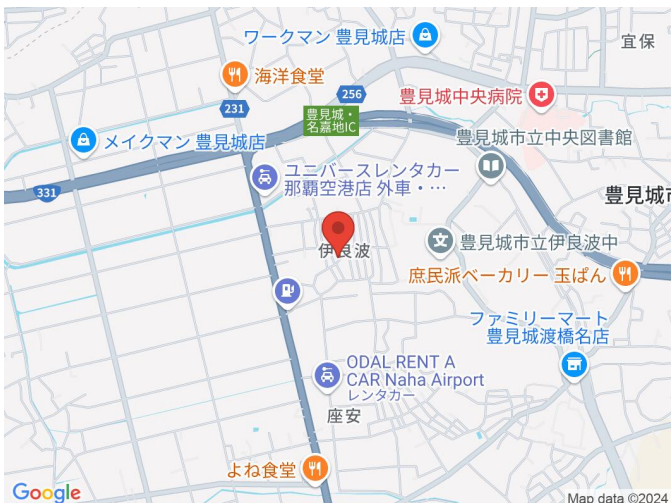 ワークマン 豊見城店
宜保
海洋食堂
256
豊見城中央病院
231
豊見城・
名嘉地IC
メイクマン 豊見城店
豊見城市立中央図書館
ユニバースレンタカー
那覇空港店 外車・…
331
豊見城市
伊良波
豊見城市立伊良波中
庶民派ベーカリー 玉ぱん
ファミリーマート
豊見城渡橋名店
ODAL RENT A
CAR Naha Airport
レンタカー
座安
よね食堂
Google
Map data ©2024